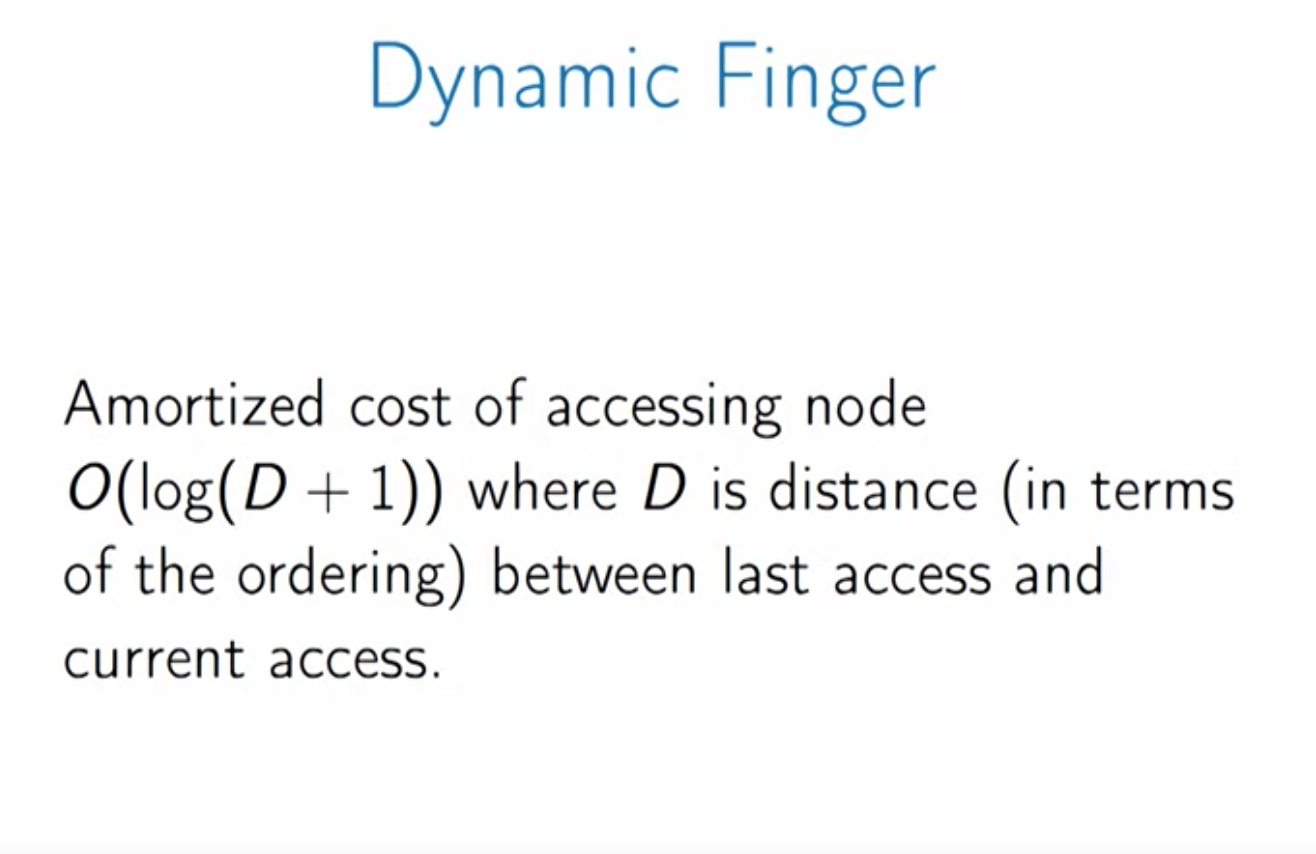 Dynamic Finger
Amortized cost of accessing node
O(log(D + 1)) where D is distance (in terms
of the ordering) between last access and
current access.